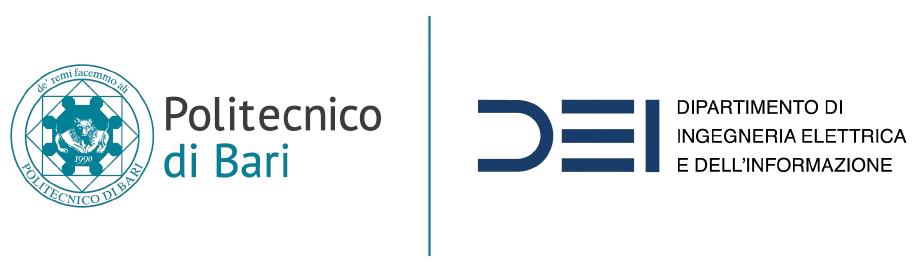 de' remi facemmo ali
1990
POLITECNICO DI BARI
Politecnico
di Bari
DEI
DIPARTIMENTO DI
INGEGNERIA ELETTRICA
E DELL'INFORMAZIONE